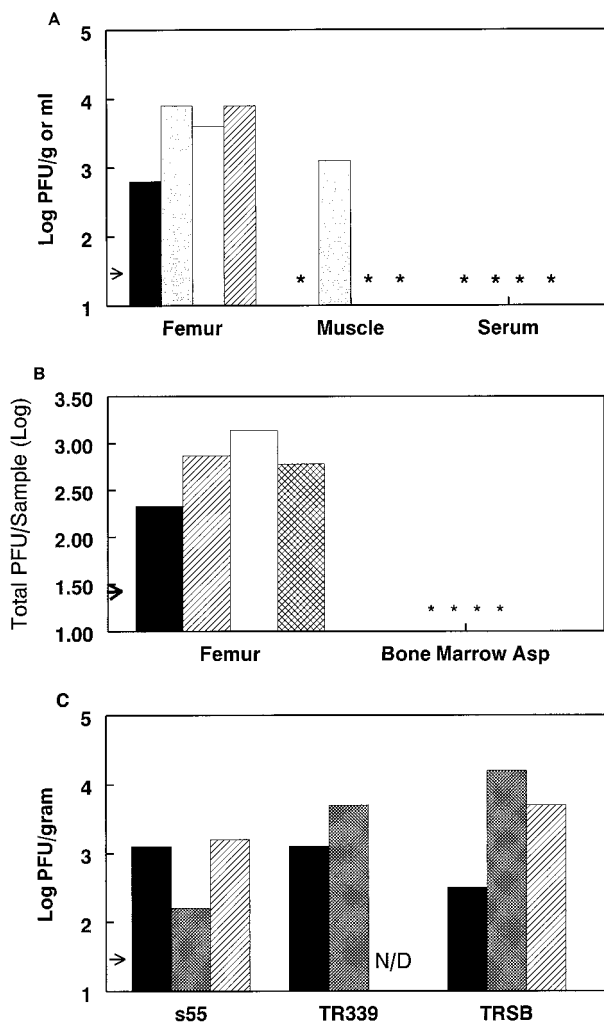 A
Log PFU/g or ml
5
4
3
2
1
* * * * * * *
Femur Muscle Serum
B
Total PFU/Sample (Log)
3.50
3.00
2.50
2.00
1.50
1.00
* * * *
Femur Bone Marrow Asp
C
Log PFU/gram
5
4
3
2
1
N/D
s55 TR339 TRSB